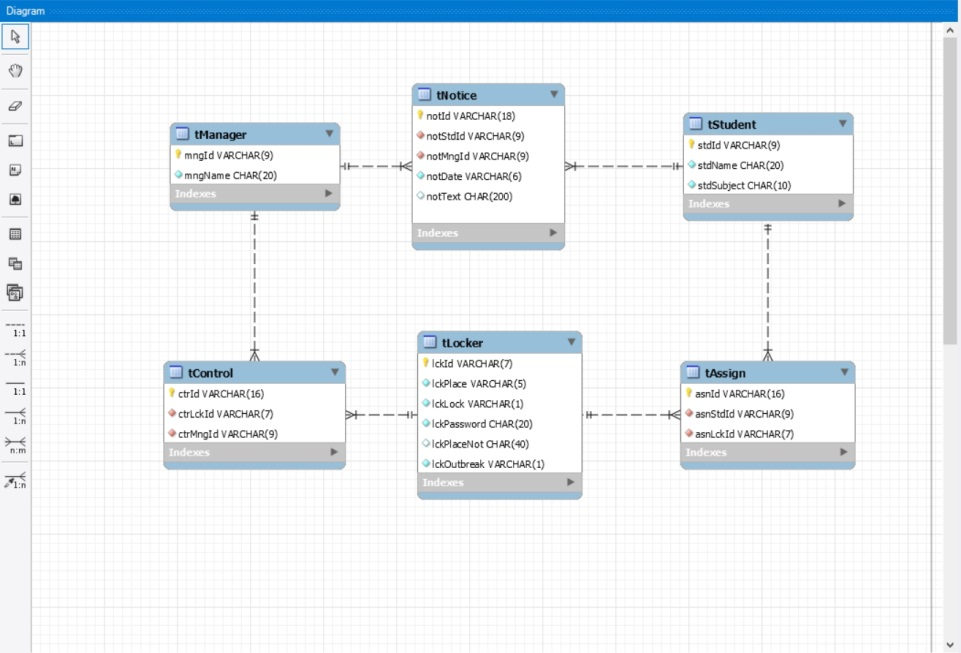 Diagram
tNotice
notId VARCHAR(18)
notStdId VARCHAR(9)
notMngId VARCHAR(9)
notDate VARCHAR(6)
notText CHAR(200)
Indexes
tManager
mngId VARCHAR(9)
mngName CHAR(20)
Indexes
tStudent
stdId VARCHAR(9)
stdName CHAR(20)
stdSubject CHAR(10)
Indexes
tControl
ctrId VARCHAR(16)
ctrLckId VARCHAR(7)
ctrMngId VARCHAR(9)
Indexes
tLocker
lckId VARCHAR(7)
lckPlace VARCHAR(5)
lckLock VARCHAR(1)
lckPassword CHAR(20)
lckPlaceNot CHAR(40)
lckOutbreak VARCHAR(1)
Indexes
tAssign
asnId VARCHAR(16)
asnStdId VARCHAR(9)
asnLckId VARCHAR(7)
Indexes
1:1
1:n
1:1
1:n
n:m
1:n